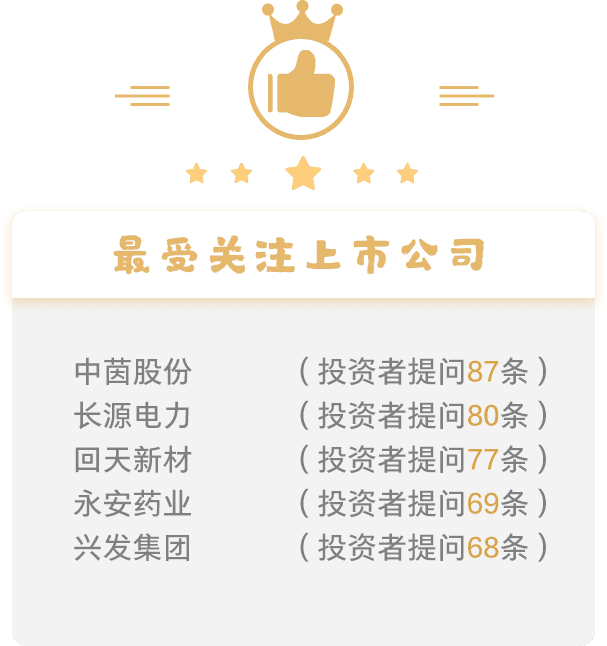 最受关注上市公司
中茵股份 （投资者提问87条）
长源电力 （投资者提问80条）
回天新材 （投资者提问77条）
永安药业 （投资者提问69条）
兴发集团 （投资者提问68条）